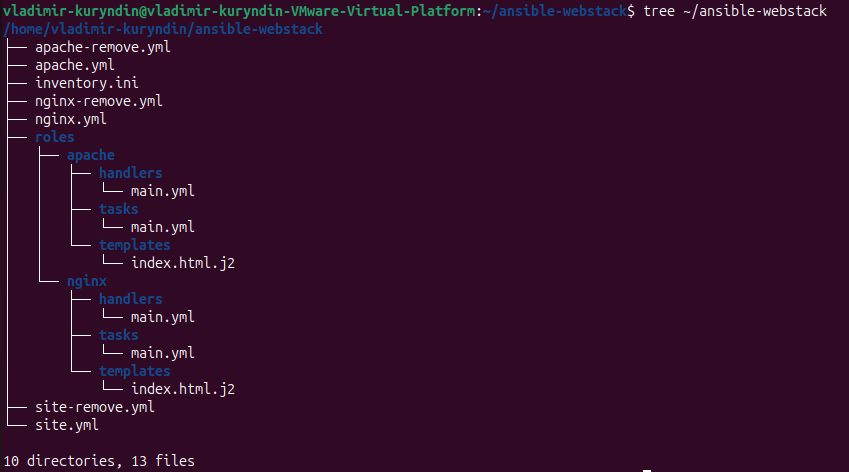 vladimir-kuryndin@vladimir-kuryndin-VMware-Virtual-Platform:~/ansible-webstack$ tree ~/ansible-webstack
/home/vladimir-kuryndin/ansible-webstack
├── apache-remove.yml
├── apache.yml
├── inventory.ini
├── nginx-remove.yml
├── nginx.yml
├── roles
│   ├── apache
│   │   ├── handlers
│   │   │   └── main.yml
│   │   ├── tasks
│   │   │   └── main.yml
│   │   └── templates
│   │       └── index.html.j2
│   └── nginx
│       ├── handlers
│       │   └── main.yml
│       ├── tasks
│       │   └── main.yml
│       └── templates
│           └── index.html.j2
├── site-remove.yml
└── site.yml

10 directories, 13 files